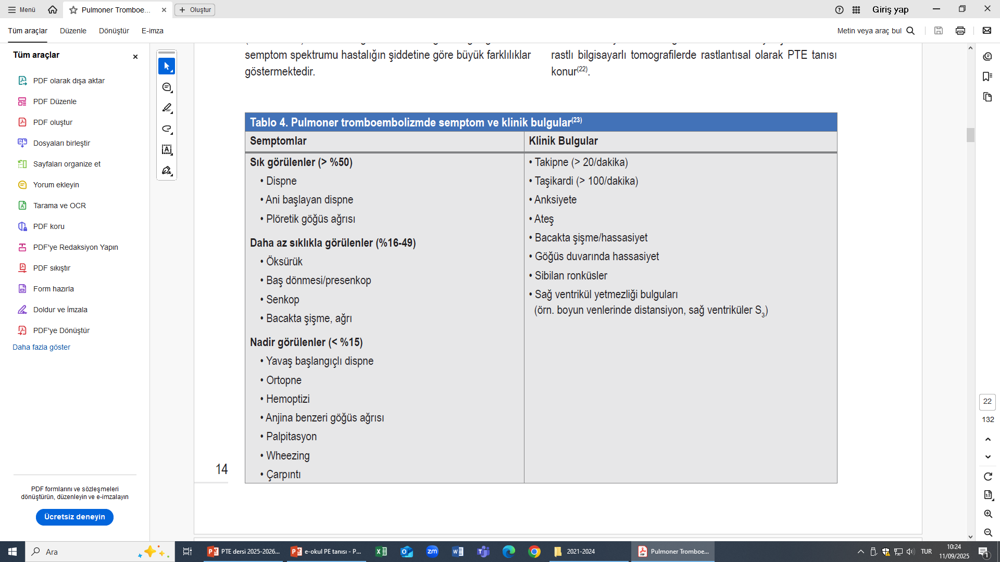 Menü
Pulmoner Tromboe...
Oluştur
Giriş yap
Tüm araçlar
Düzenle
Dönüştür
E-imza
Metin veya araç bul
Tüm araçlar
PDF olarak dışa aktar
PDF Düzenle
PDF oluştur
Dosyaları birleştir
Sayfaları organize et
Yorum ekleyin
Tarama ve OCR
PDF koru
PDF'ye Redaksiyon Yapın
PDF sıkıştır
Form hazırla
Doldur ve İmzala
PDF'ye Dönüştür
Daha fazla göster
PDF formlarını ve sözleşmeleri
dönüştürün, düzenleyin ve e-imzalayın
Ücretsiz deneyin
semptom spektrumu hastalığın şiddetine göre büyük farklılıklar
göstermektedir.
rastlı bilgisayarlı tomografilerde rastlantısal olarak PTE tanısı
konur(22).
Tablo 4. Pulmoner tromboembolizmde semptom ve klinik bulgular(23)
Semptomlar
Sık görülenler (> %50)
• Dispne
• Ani başlayan dispne
• Plöretik göğüs ağrısı
Daha az sıklıkla görülenler (%16-49)
• Öksürük
• Baş dönmesi/presenkop
• Senkop
• Bacakta şişme, ağrı
Nadir görülenler (< %15)
• Yavaş başlangıçlı dispne
• Ortopne
• Hemoptizi
• Anjina benzeri göğüs ağrısı
• Palpitasyon
• Wheezing
• Çarpıntı
Klinik Bulgular
• Takipne (> 20/dakika)
• Taşikardi (> 100/dakika)
• Anksiyete
• Ateş
• Bacakta şişme/hassasiyet
• Göğüs duvarında hassasiyet
• Sibilan ronküsler
• Sağ ventrikül yetmezliği bulguları
(örn. boyun venlerinde distansiyon, sağ ventriküler S3)
14
22
132
Ara
PTE dersi 2025-2026...
e-okul PE tanısı - P...
zm
2021-2024
Pulmoner Tromboe...
TUR
10:24
11/09/2025
1